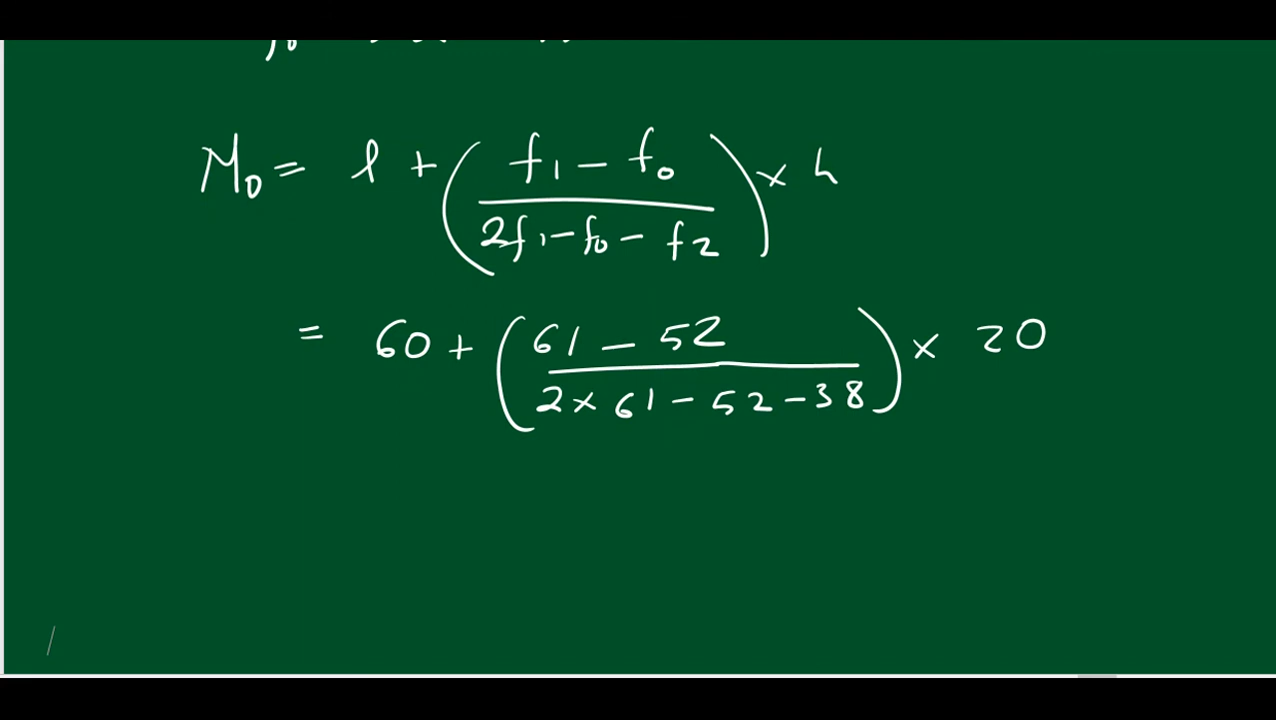 M₀ = l + ( f₁ − f₀ / 2f₁ − f₀ − f₂ ) × h
= 60 + ( 61 − 52 / 2 × 61 − 52 − 38 ) × 20